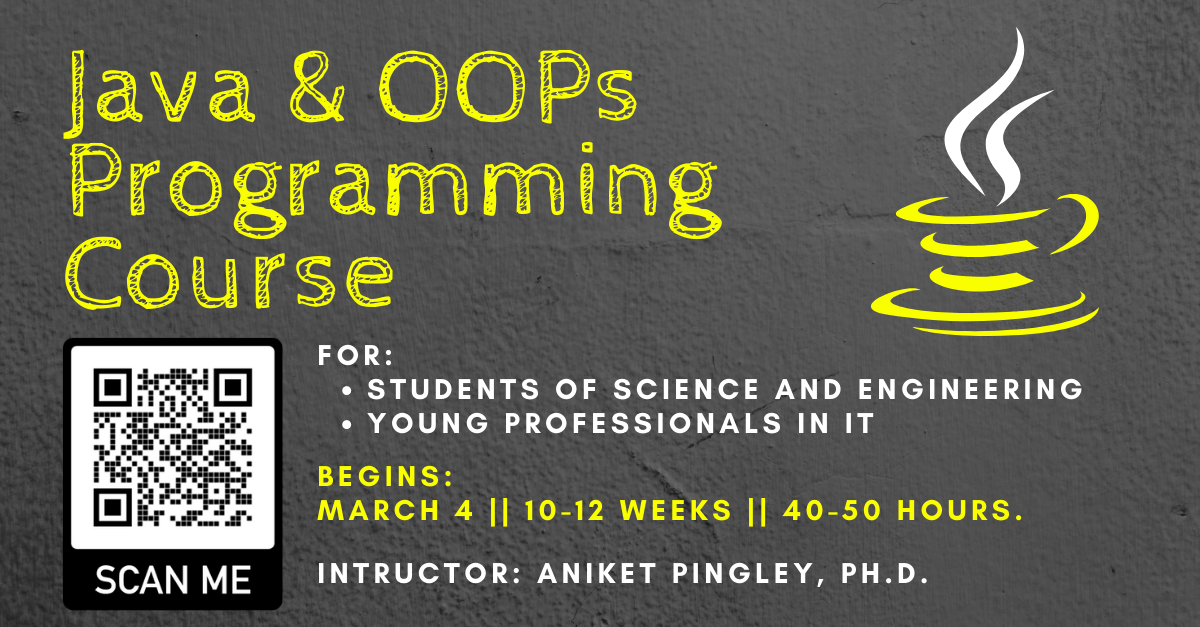 Java & OOPs
Programming
Course
FOR:
• STUDENTS OF SCIENCE AND ENGINEERING
• YOUNG PROFESSIONALS IN IT
BEGINS:
MARCH 4 || 10-12 WEEKS || 40-50 HOURS.
INTRUCTOR: ANIKET PINGLEY, PH.D.
SCAN ME